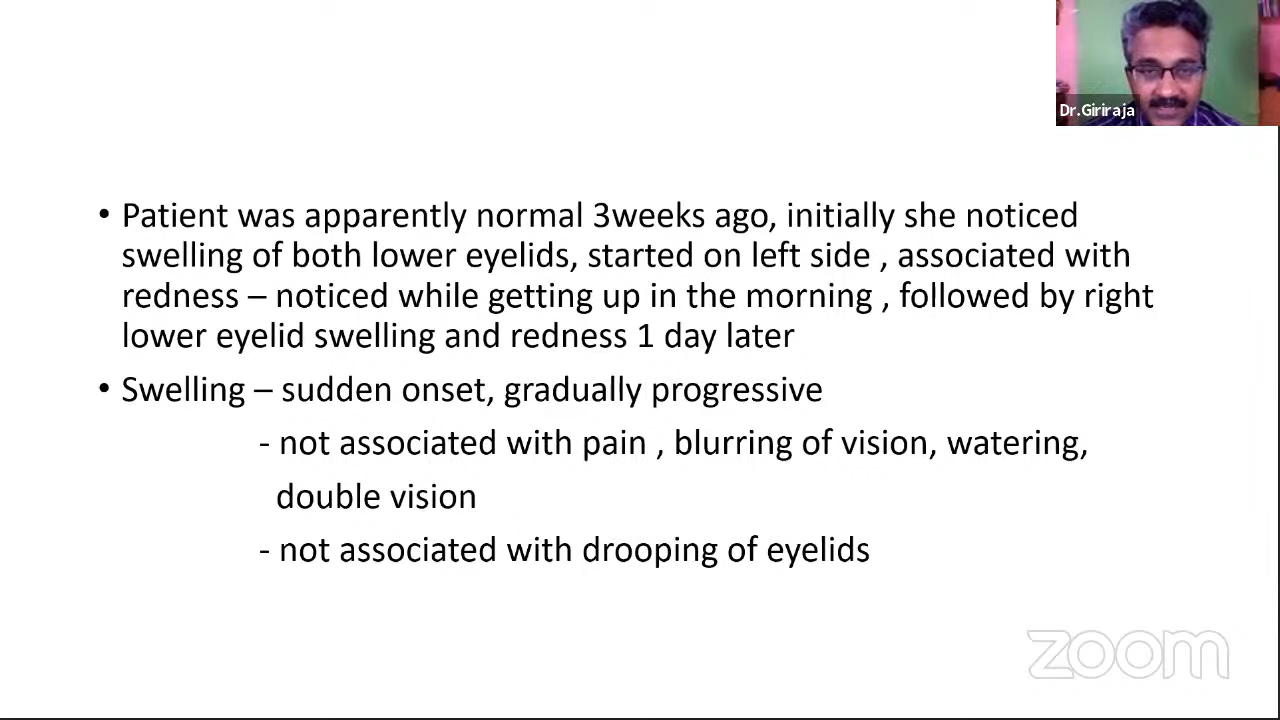 Dr.Giriraja
• Patient was apparently normal 3weeks ago, initially she noticed
swelling of both lower eyelids, started on left side , associated with
redness – noticed while getting up in the morning , followed by right
lower eyelid swelling and redness 1 day later
• Swelling – sudden onset, gradually progressive
- not associated with pain , blurring of vision, watering,
double vision
- not associated with drooping of eyelids
zoom